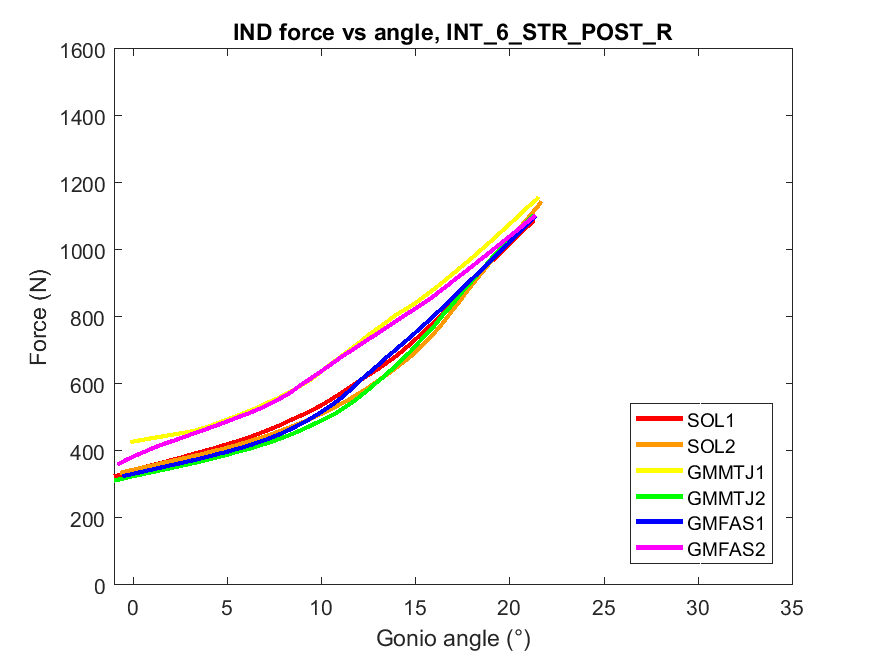 IND force vs angle, INT_6_STR_POST_R
1600
1400
1200
1000
800
600
400
200
0
Force (N)
0 5 10 15 20 25 30 35
Gonio angle (°)
SOL1
SOL2
GMMTJ1
GMMTJ2
GMFAS1
GMFAS2